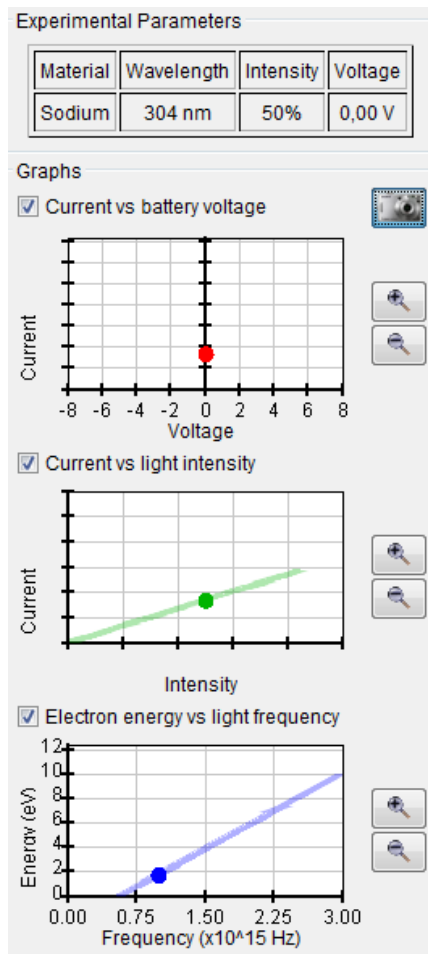 Experimental Parameters
Material Wavelength Intensity Voltage
Sodium 304 nm 50% 0,00 V
Graphs
Current vs battery voltage
Current
-8 -6 -4 -2 0 2 4 6 8
Voltage
Current vs light intensity
Current
Intensity
Electron energy vs light frequency
12
10
8
6
4
2
0
Energy (eV)
0.00 0.75 1.50 2.25 3.00
Frequency (x10^15 Hz)